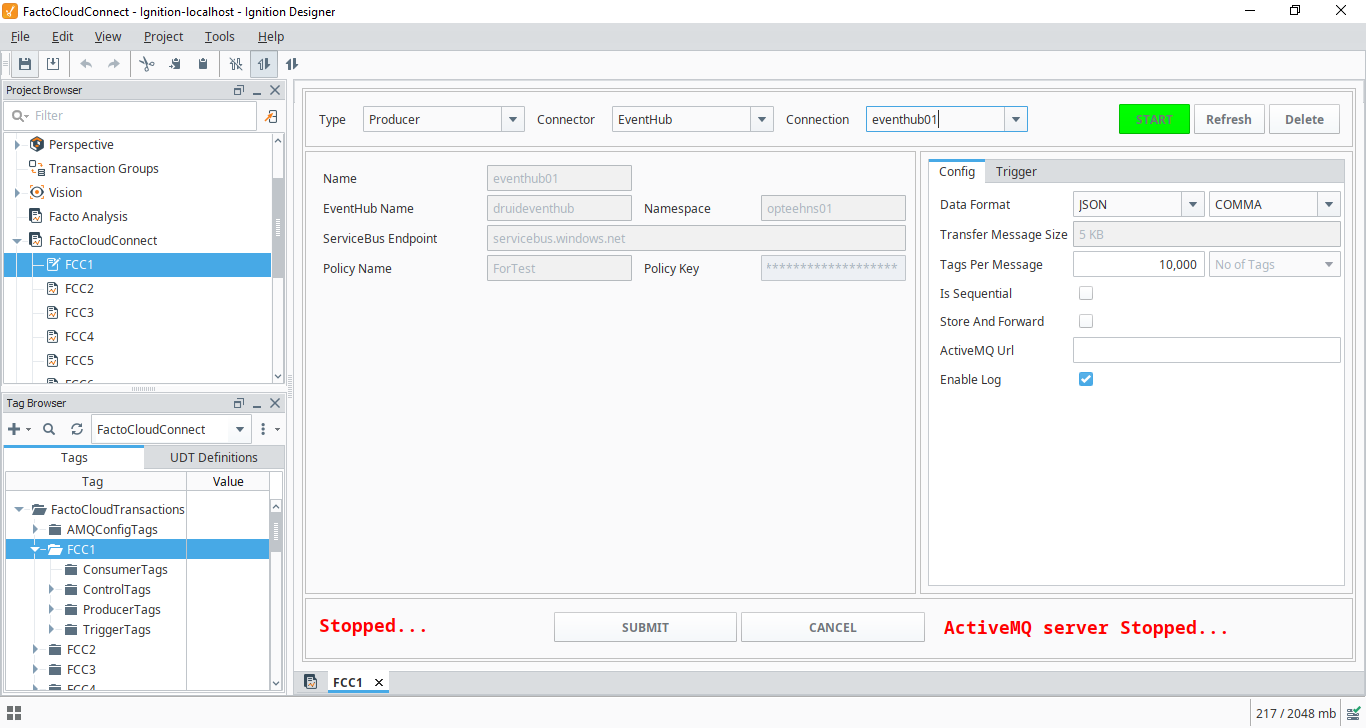 FactoCloudConnect - Ignition-localhost - Ignition Designer
File Edit View Project Tools Help
Project Browser
Filter
Perspective
Transaction Groups
Vision
Facto Analysis
FactoCloudConnect
FCC1
FCC2
FCC3
FCC4
FCC5
Tag Browser
FactoCloudConnect
Tags UDT Definitions
Tag Value
FactoCloudTransactions
AMQConfigTags
FCC1
ConsumerTags
ControlTags
ProducerTags
TriggerTags
FCC2
FCC3
FCC4
Type Producer Connector EventHub Connection eventhub01 START Refresh Delete
Name eventhub01
EventHub Name druideventhub Namespace opteehns01
ServiceBus Endpoint servicebus.windows.net
Policy Name ForTest Policy Key *******************
Config Trigger
Data Format JSON COMMA
Transfer Message Size 5 KB
Tags Per Message 10,000 No of Tags
Is Sequential
Store And Forward
ActiveMQ Url
Enable Log
Stopped... SUBMIT CANCEL ActiveMQ server Stopped...
FCC1
217 / 2048 mb